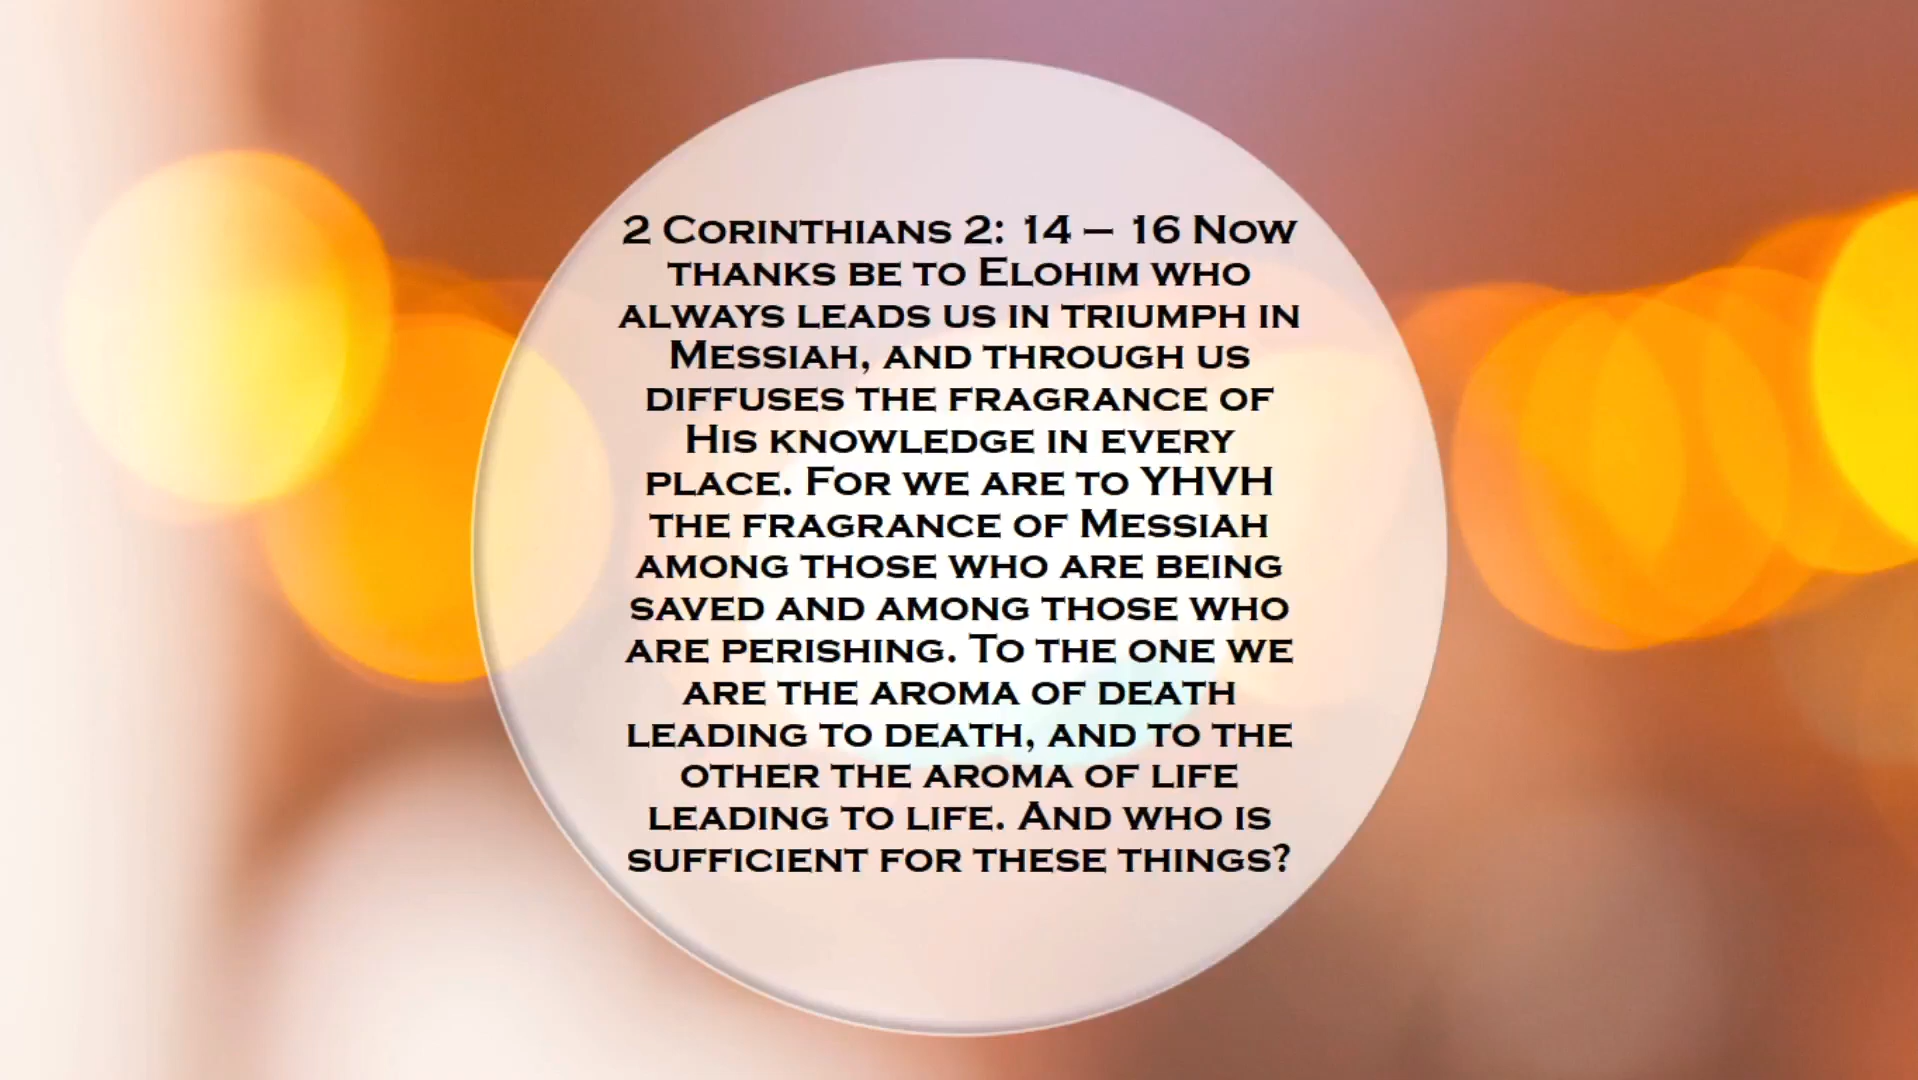 2 Corinthians 2: 14 – 16 Now
thanks be to Elohim who
always leads us in triumph in
Messiah, and through us
diffuses the fragrance of
His knowledge in every
place. For we are to YHVH
the fragrance of Messiah
among those who are being
saved and among those who
are perishing. To the one we
are the aroma of death
leading to death, and to the
other the aroma of life
leading to life. And who is
sufficient for these things?